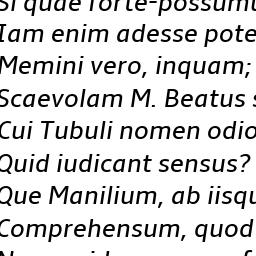 Si quae forte-possumu
Iam enim adesse pote
Memini vero, inquam;
Scaevolam M. Beatus s
Cui Tubuli nomen odio
Quid iudicant sensus?
Que Manilium, ab iisqu
Comprehensum, quod